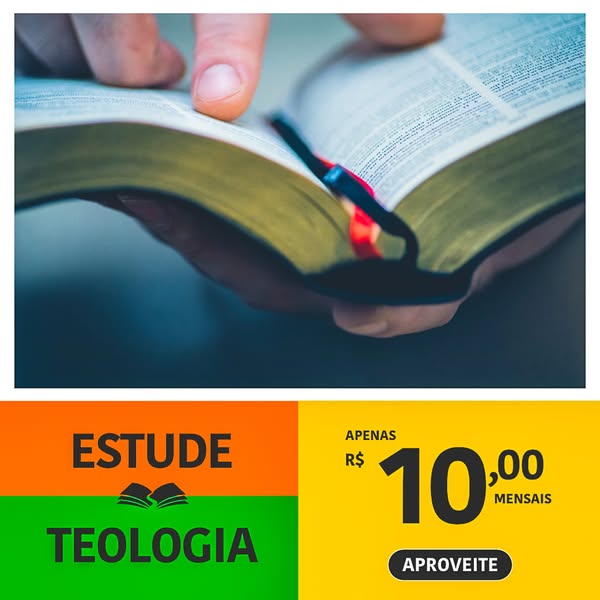 ESTUDE
TEOLOGIA
APENAS
R$ 10,00
MENSAIS
APROVEITE